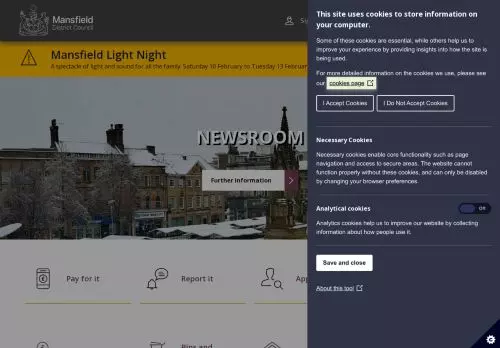 Mansfield
District Council
Mansfield Light Night
A spectacle of light and sound for all the family. Saturday 10 February to Tuesday 13 February
NEWSROOM
Further information
Pay for it
Report it
This site uses cookies to store information on
your computer.
Some of these cookies are essential, while others help us to
improve your experience by providing insights into how the site is
being used.
For more detailed information on the cookies we use, please see
our cookies page
I Accept Cookies
I Do Not Accept Cookies
Necessary Cookies
Necessary cookies enable core functionality such as page
navigation and access to secure areas. The website cannot
function properly without these cookies, and can only be disabled
by changing your browser preferences.
Analytical cookies
Off
Analytics cookies help us to improve our website by collecting
information about how people use it.
Save and close
About this tool